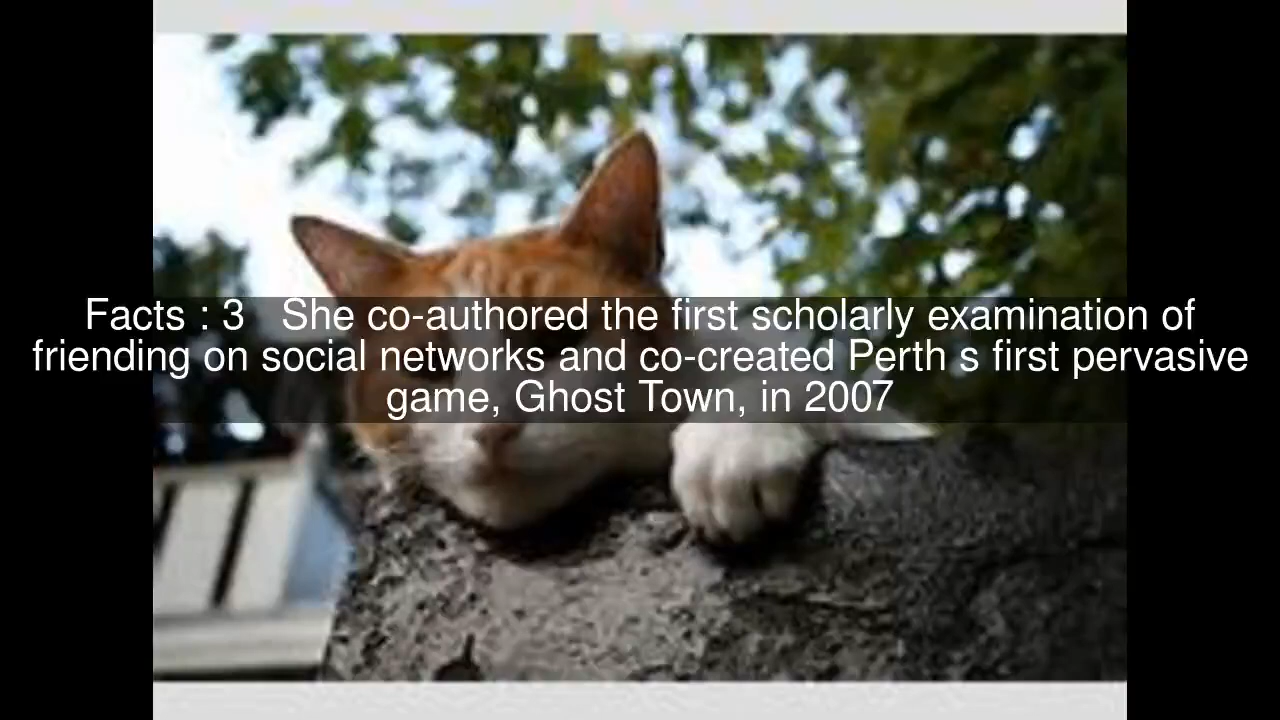 Facts : 3 She co-authored the first scholarly examination of
friending on social networks and co-created Perth s first pervasive
game, Ghost Town, in 2007